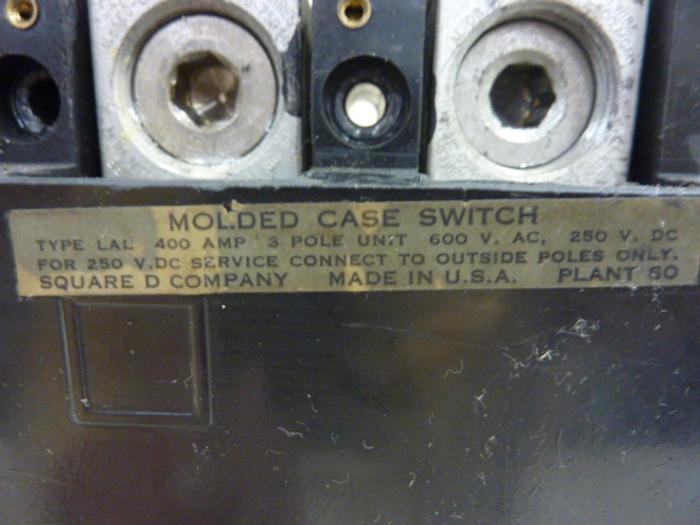 MOLDED CASE SWITCH
TYPE LAL 400 AMP 3 POLE UNIT 600 V. AC, 250 V. DC
FOR 250 V.DC SERVICE CONNECT TO OUTSIDE POLES ONLY.
SQUARE D COMPANY MADE IN U.S.A. PLANT 50